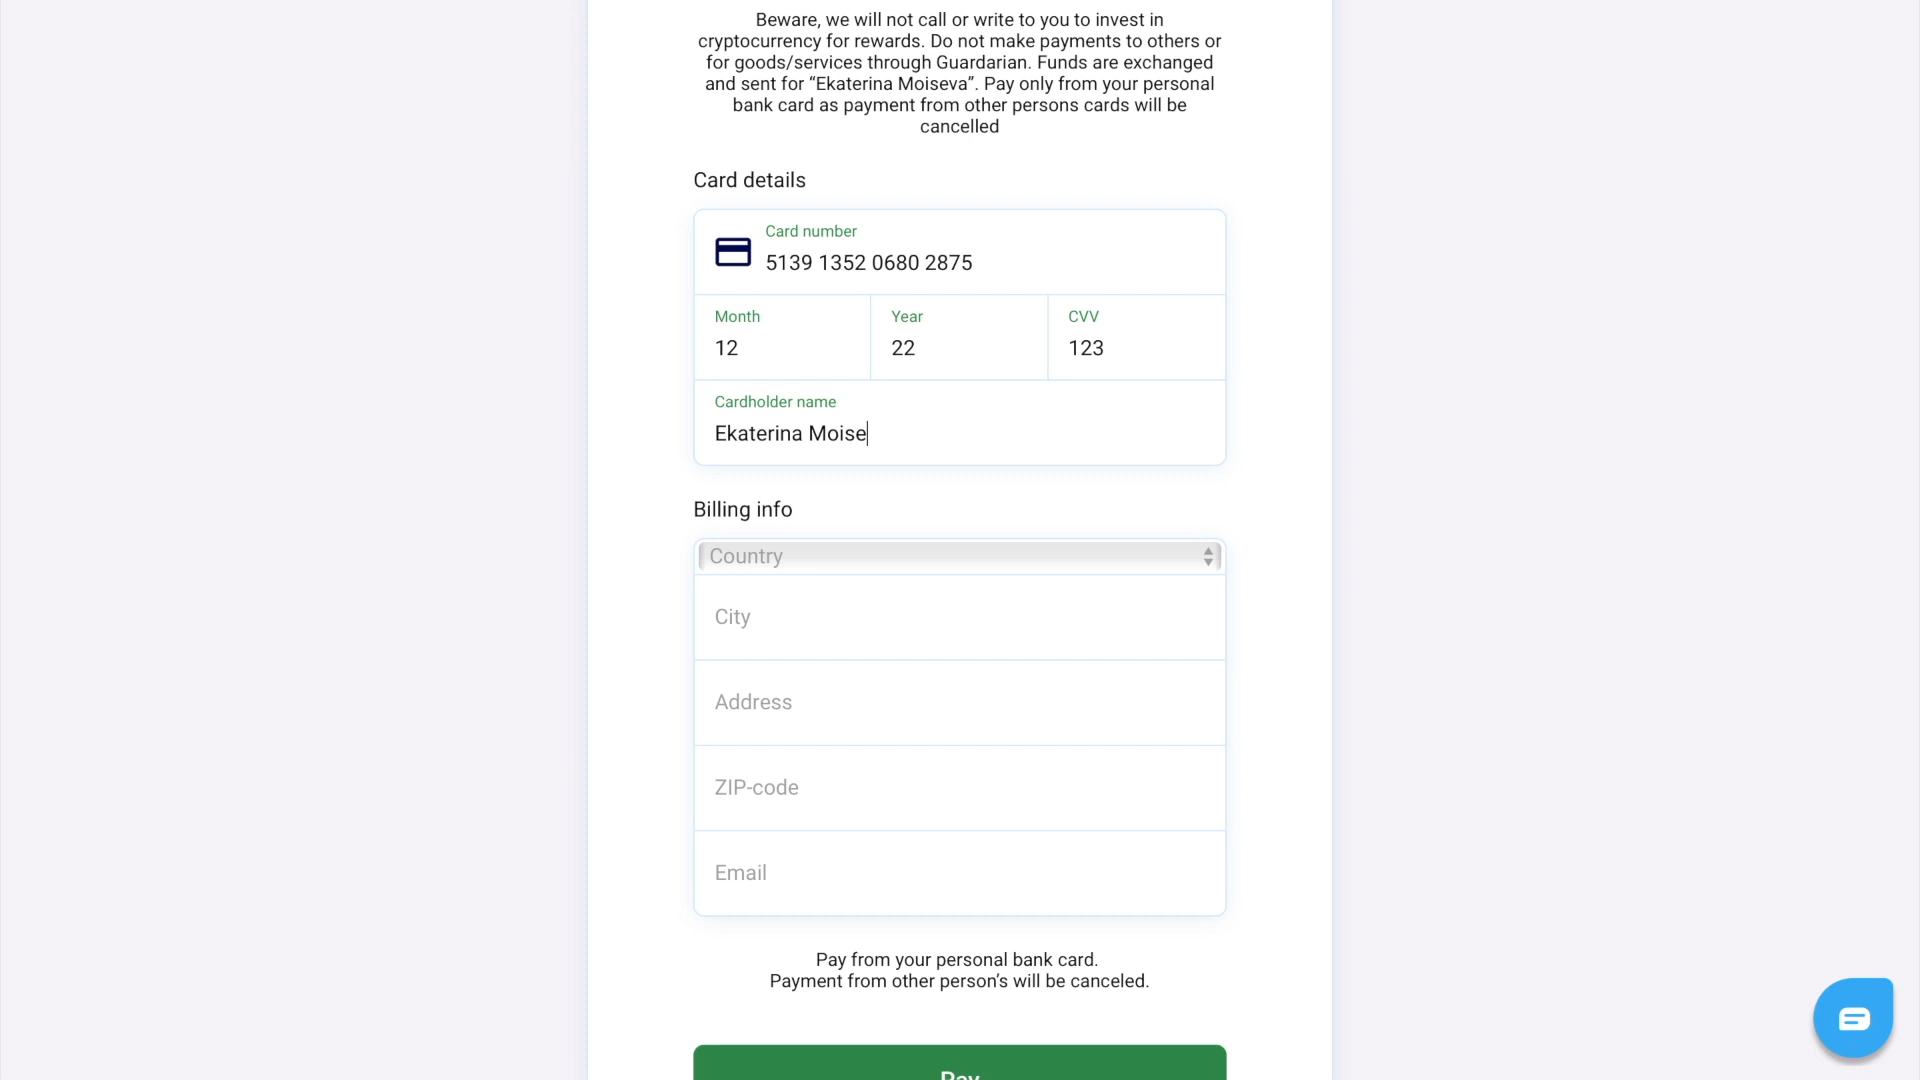 Beware, we will not call or write to you to invest in
cryptocurrency for rewards. Do not make payments to others or
for goods/services through Guardarian. Funds are exchanged
and sent for “Ekaterina Moiseva”. Pay only from your personal
bank card as payment from other persons cards will be
cancelled
Card details
Card number
5139 1352 0680 2875
Month
12
Year
22
CVV
123
Cardholder name
Ekaterina Moise
Billing info
Country
City
Address
ZIP-code
Email
Pay from your personal bank card.
Payment from other person’s will be canceled.
Pay